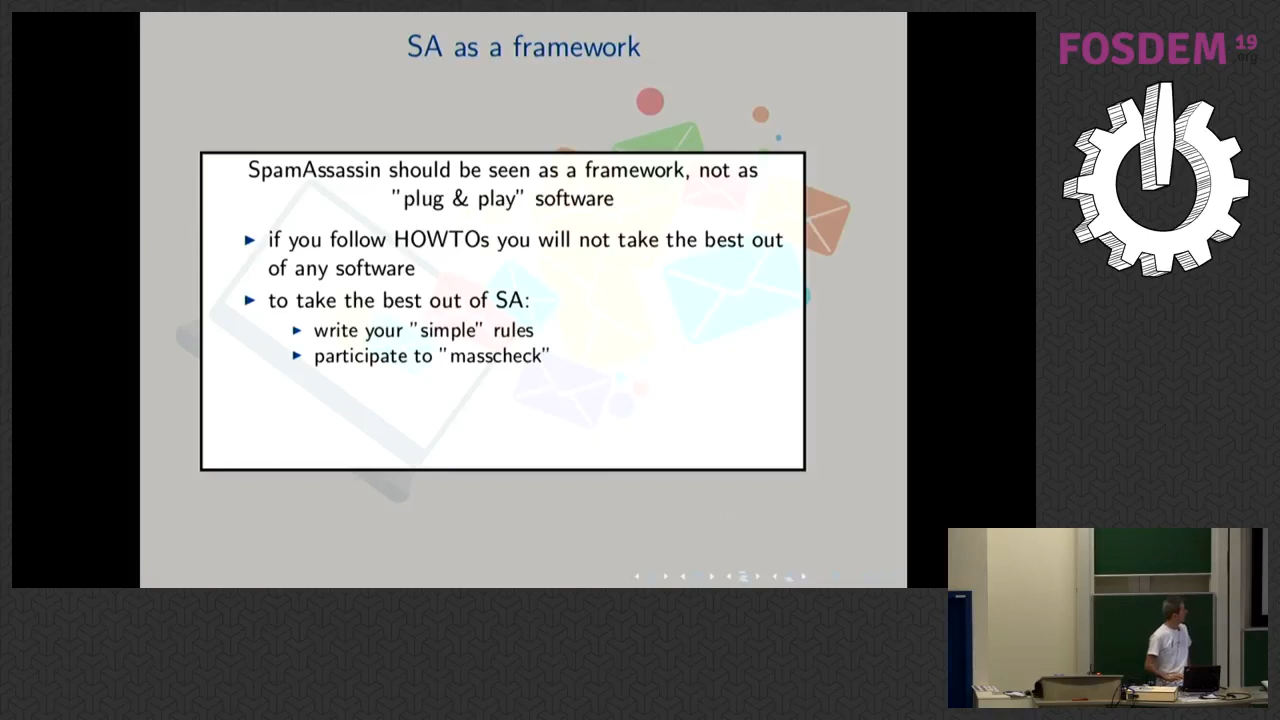 SA as a framework
SpamAssassin should be seen as a framework, not as
"plug & play" software
if you follow HOWTOs you will not take the best out
of any software
to take the best out of SA:
write your "simple" rules
participate to "masscheck"
FOSDEM 19
.org